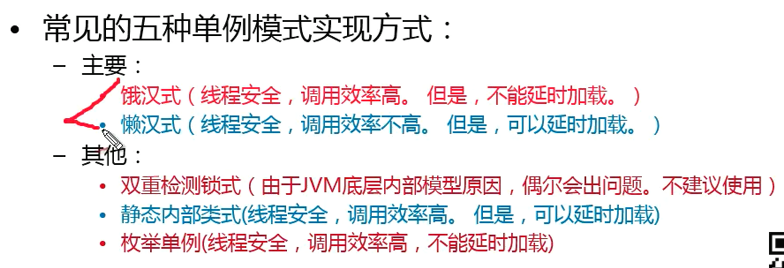 • 常见的五种单例模式实现方式：
– 主要：
饿汉式（线程安全，调用效率高。 但是，不能延时加载。）
• 懒汉式（线程安全，调用效率不高。 但是，可以延时加载。）
– 其他：
• 双重检测锁式（由于JVM底层内部模型原因，偶尔会出问题。不建议使用）
• 静态内部类式(线程安全，调用效率高。 但是，可以延时加载)
• 枚举单例(线程安全，调用效率高，不能延时加载)